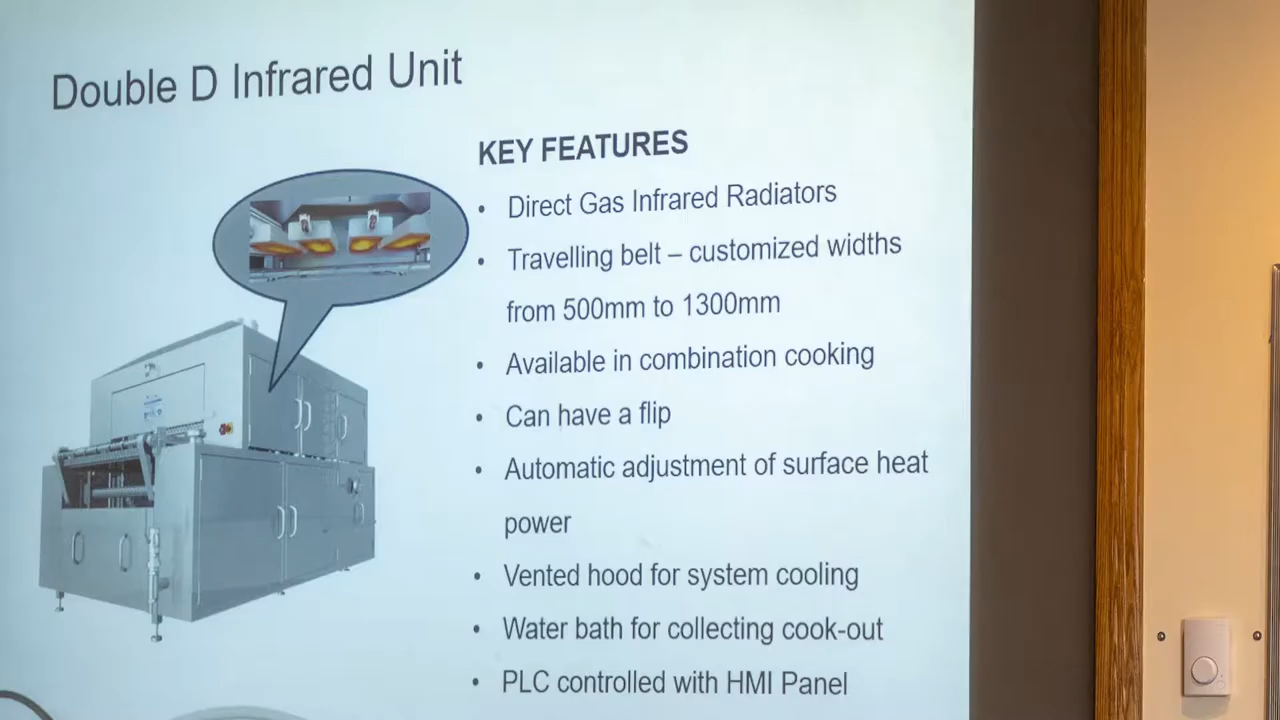 Double D Infrared Unit
KEY FEATURES
• Direct Gas Infrared Radiators
• Travelling belt – customized widths
from 500mm to 1300mm
• Available in combination cooking
• Can have a flip
• Automatic adjustment of surface heat
power
• Vented hood for system cooling
• Water bath for collecting cook-out
• PLC controlled with HMI Panel